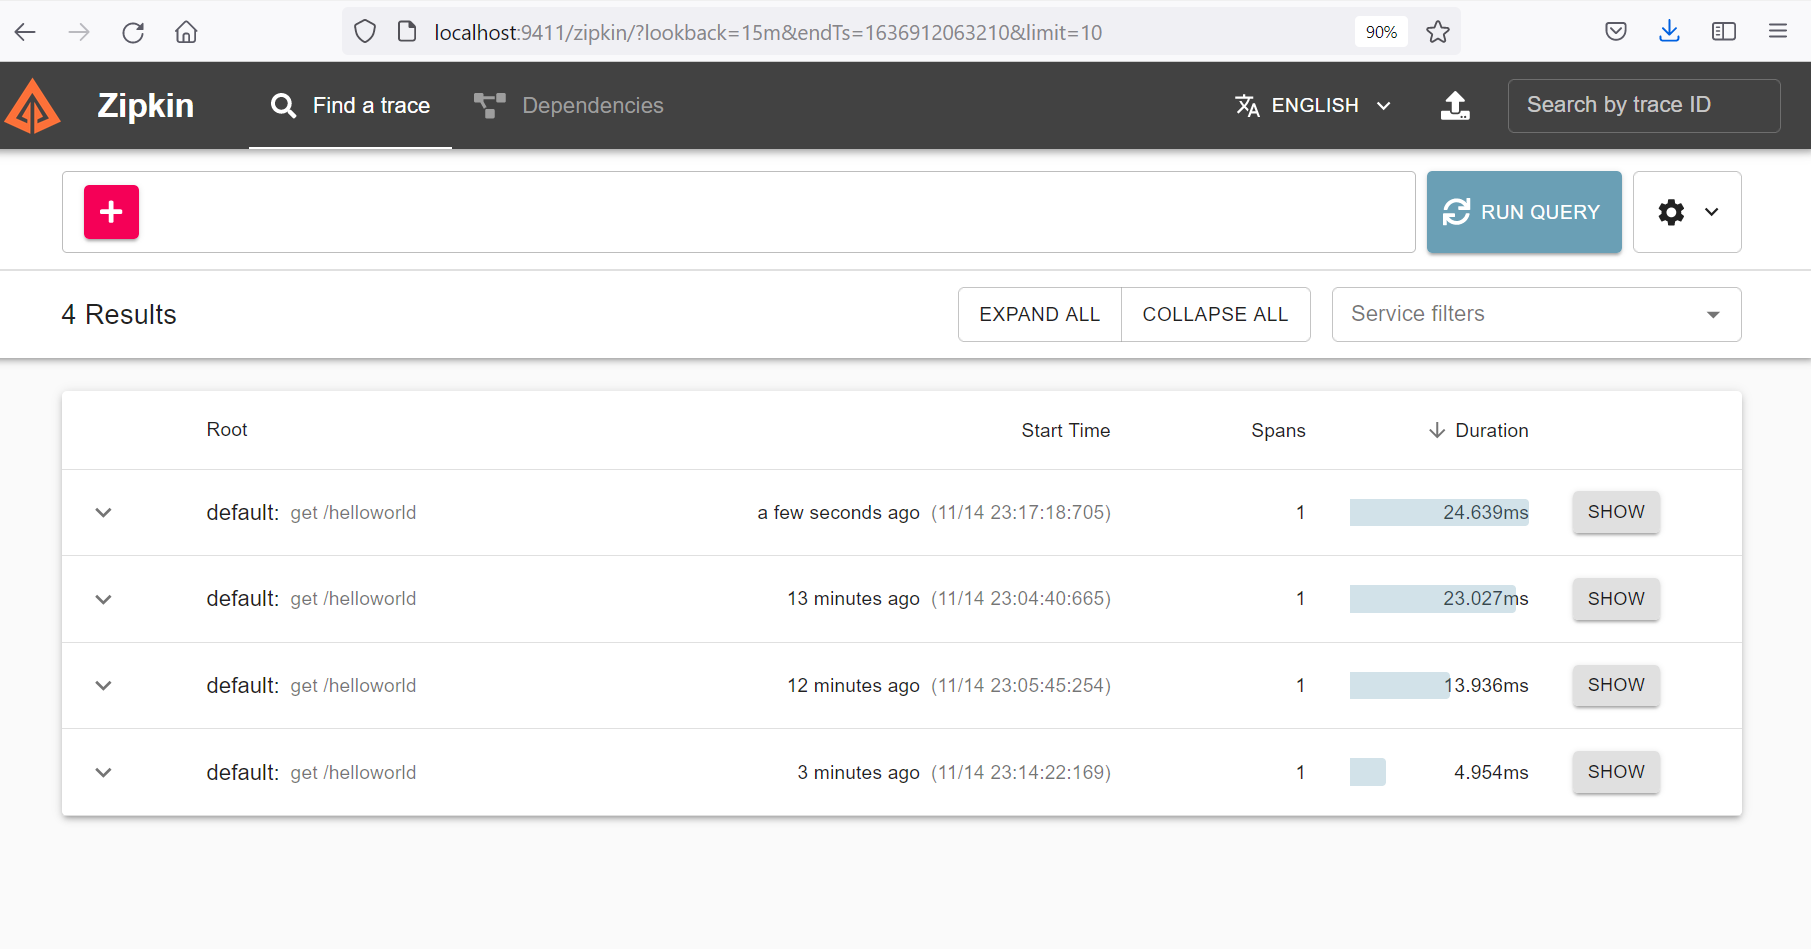 localhost:9411/zipkin/?lookback=15m&endTs=1636912063210&limit=10 90%
Zipkin Find a trace Dependencies ENGLISH Search by trace ID
RUN QUERY
4 Results EXPAND ALL COLLAPSE ALL Service filters
Root Start Time Spans Duration
default: get /helloworld a few seconds ago (11/14 23:17:18:705) 1 24.639ms SHOW
default: get /helloworld 13 minutes ago (11/14 23:04:40:665) 1 23.027ms SHOW
default: get /helloworld 12 minutes ago (11/14 23:05:45:254) 1 13.936ms SHOW
default: get /helloworld 3 minutes ago (11/14 23:14:22:169) 1 4.954ms SHOW